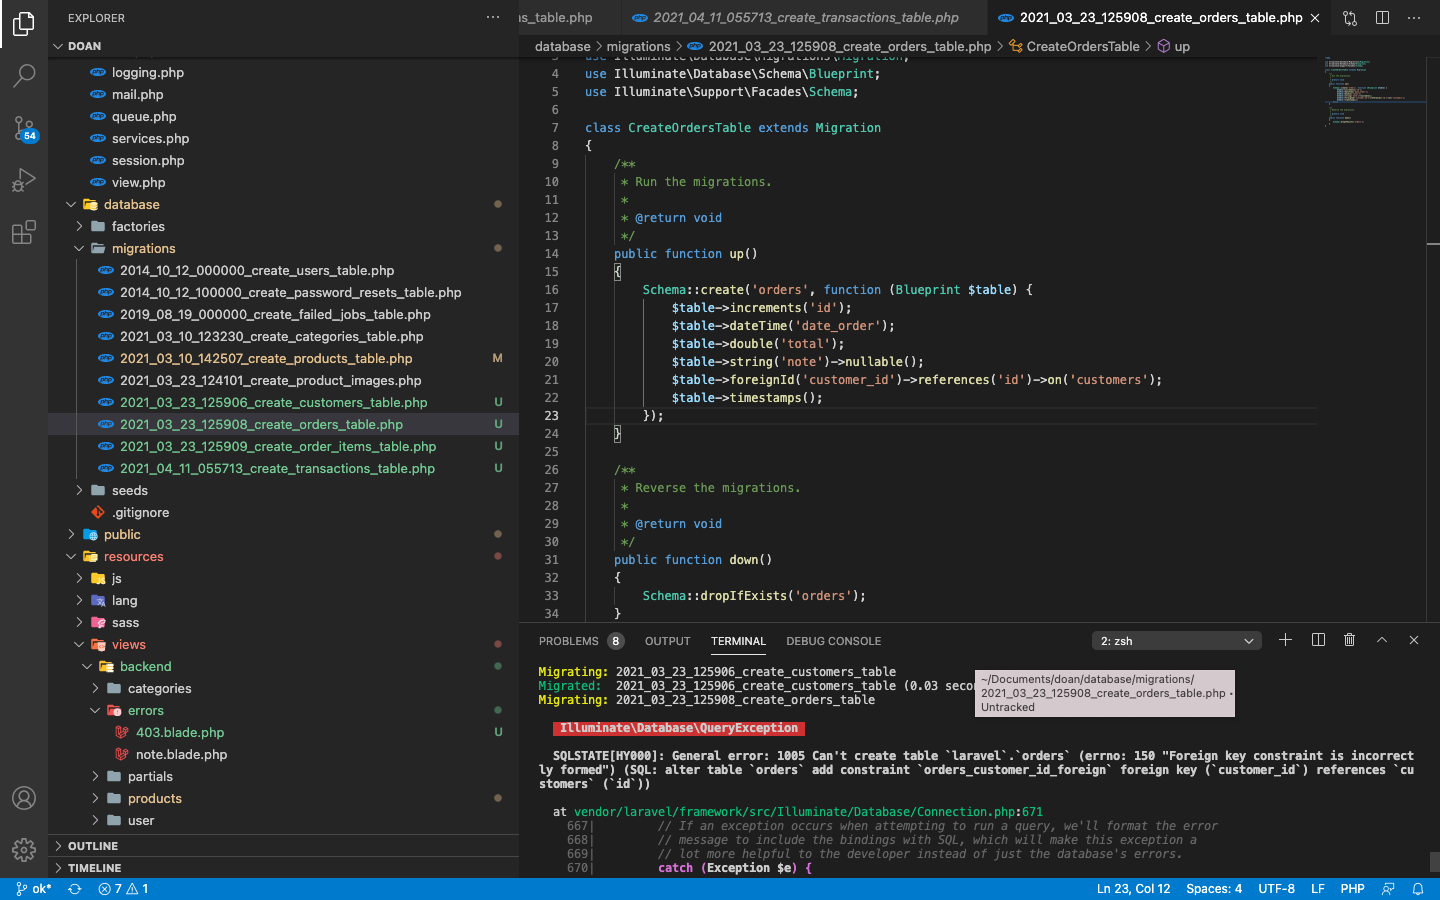 EXPLORER
DOAN
logging.php
mail.php
queue.php
services.php
session.php
view.php
database
factories
migrations
2014_10_12_000000_create_users_table.php
2014_10_12_100000_create_password_resets_table.php
2019_08_19_000000_create_failed_jobs_table.php
2021_03_10_123230_create_categories_table.php
2021_03_10_142507_create_products_table.php M
2021_03_23_124101_create_product_images.php
2021_03_23_125906_create_customers_table.php U
2021_03_23_125908_create_orders_table.php U
2021_03_23_125909_create_order_items_table.php U
2021_04_11_055713_create_transactions_table.php U
seeds
.gitignore
public
resources
js
lang
sass
views
backend
categories
errors
403.blade.php U
note.blade.php
partials
products
user
OUTLINE
TIMELINE
54
s_table.php
2021_04_11_055713_create_transactions_table.php
2021_03_23_125908_create_orders_table.php
database > migrations > 2021_03_23_125908_create_orders_table.php > CreateOrdersTable > up
3 use Illuminate\Database\Migrations\Migration;
4 use Illuminate\Database\Schema\Blueprint;
5 use Illuminate\Support\Facades\Schema;
6
7 class CreateOrdersTable extends Migration
8 {
9 /**
10 * Run the migrations.
11 *
12 * @return void
13 */
14 public function up()
15 {
16 Schema::create('orders', function (Blueprint $table) {
17 $table->increments('id');
18 $table->dateTime('date_order');
19 $table->double('total');
20 $table->string('note')->nullable();
21 $table->foreignId('customer_id')->references('id')->on('customers');
22 $table->timestamps();
23 });
24 }
25
26 /**
27 * Reverse the migrations.
28 *
29 * @return void
30 */
31 public function down()
32 {
33 Schema::dropIfExists('orders');
34 }
PROBLEMS 8 OUTPUT TERMINAL DEBUG CONSOLE
2: zsh
Migrating: 2021_03_23_125906_create_customers_table
Migrated: 2021_03_23_125906_create_customers_table (0.03 secon
Migrating: 2021_03_23_125908_create_orders_table
~/Documents/doan/database/migrations/
2021_03_23_125908_create_orders_table.php •
Untracked
Illuminate\Database\QueryException
SQLSTATE[HY000]: General error: 1005 Can't create table `laravel`.`orders` (errno: 150 "Foreign key constraint is incorrect
ly formed") (SQL: alter table `orders` add constraint `orders_customer_id_foreign` foreign key (`customer_id`) references `cu
stomers` (`id`))
at vendor/laravel/framework/src/Illuminate/Database/Connection.php:671
667| // If an exception occurs when attempting to run a query, we'll format the error
668| // message to include the bindings with SQL, which will make this exception a
669| // lot more helpful to the developer instead of just the database's errors.
670| catch (Exception $e) {
ok* 7 1
Ln 23, Col 12 Spaces: 4 UTF-8 LF PHP